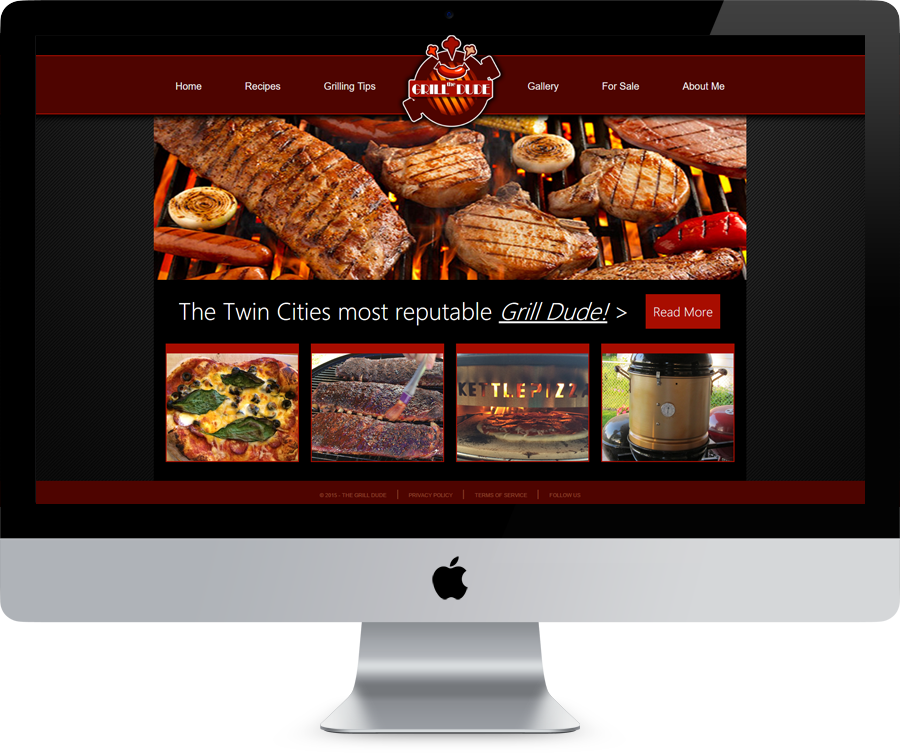 Home Recipes Grilling Tips
the
GRILL DUDE
Gallery For Sale About Me
The Twin Cities most reputable Grill Dude! > Read More
KETTLEPIZZA
© 2015 - THE GRILL DUDE | PRIVACY POLICY | TERMS OF SERVICE | FOLLOW US